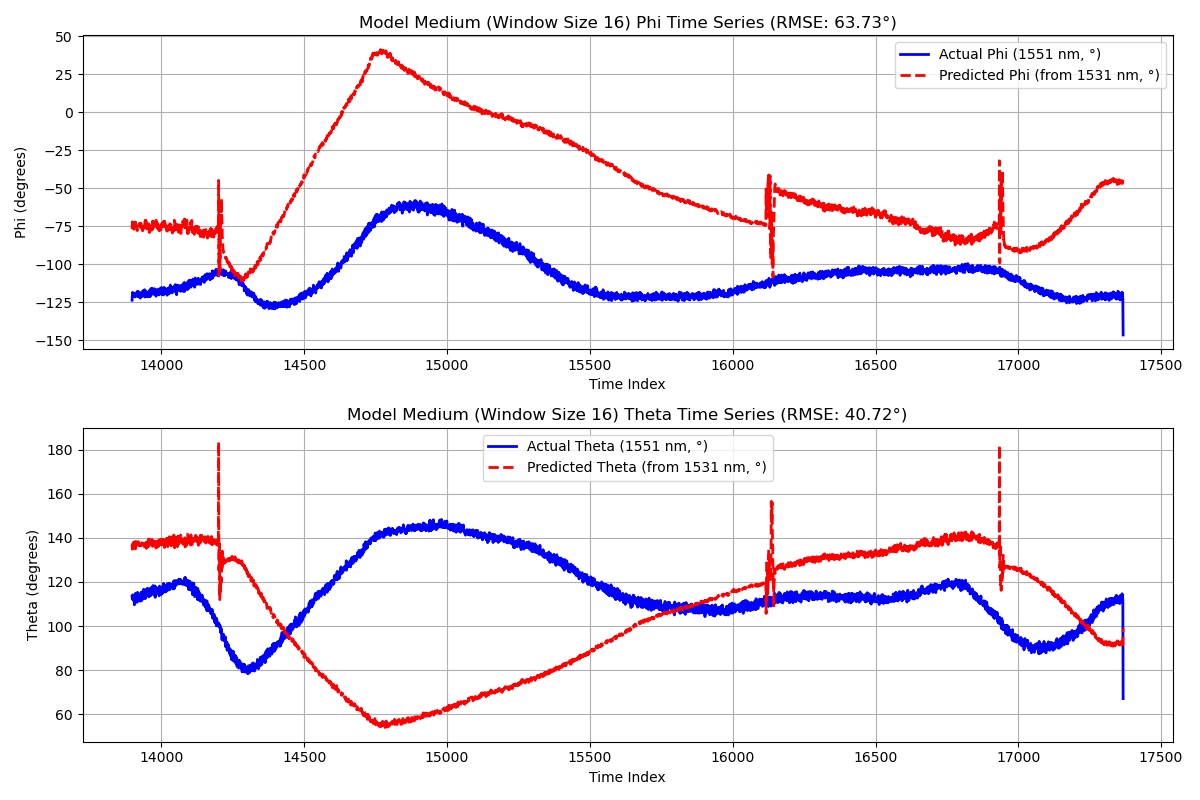 Model Medium (Window Size 16) Phi Time Series (RMSE: 63.73°)
Phi (degrees)
50
25
0
−25
−50
−75
−100
−125
−150
Actual Phi (1551 nm, °)
Predicted Phi (from 1531 nm, °)
14000 14500 15000 15500 16000 16500 17000 17500
Time Index
Model Medium (Window Size 16) Theta Time Series (RMSE: 40.72°)
Theta (degrees)
180
160
140
120
100
80
60
Actual Theta (1551 nm, °)
Predicted Theta (from 1531 nm, °)
14000 14500 15000 15500 16000 16500 17000 17500
Time Index